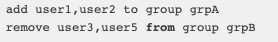 add user1,user2 to group grpA
remove user3,user5 from group grpB